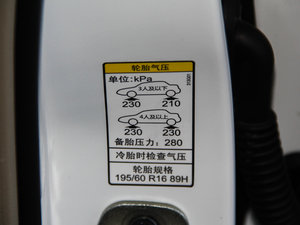 轮胎气压
单位: kPa
3人及以下
230 210
4人及以上
230 230
备胎压力: 280
冷胎时检查气压
轮胎规格
195/60 R16 89H